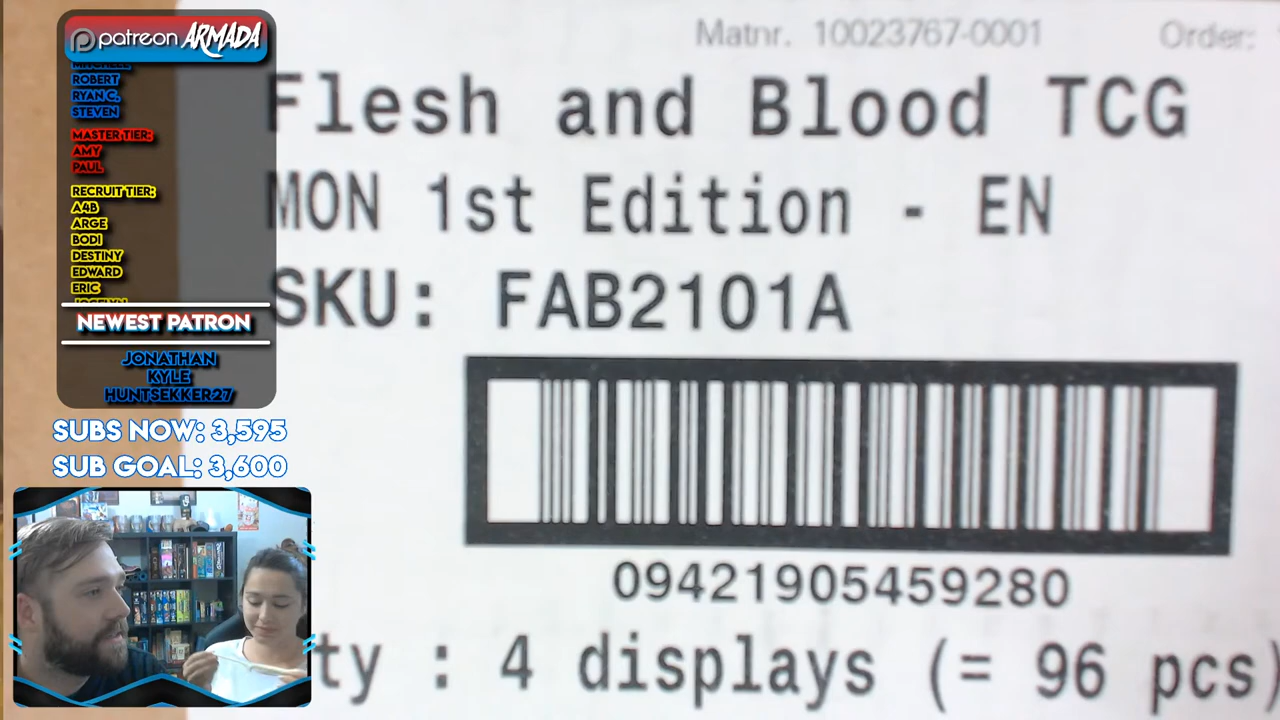 patreon ARMADA
ROBERT
RYAN C.
STEVEN
MASTER TIER:
AMY
PAUL
RECRUIT TIER:
A4B
ARGE
BODI
DESTINY
EDWARD
ERIC
NEWEST PATRON
JONATHAN
KYLE
HUNTSEKKER27
SUBS NOW: 3,595
SUB GOAL: 3,600
Matnr. 10023767-0001 Order:
Flesh and Blood TCG
MON 1st Edition - EN
SKU: FAB2101A
09421905459280
ty : 4 displays (= 96 pcs)